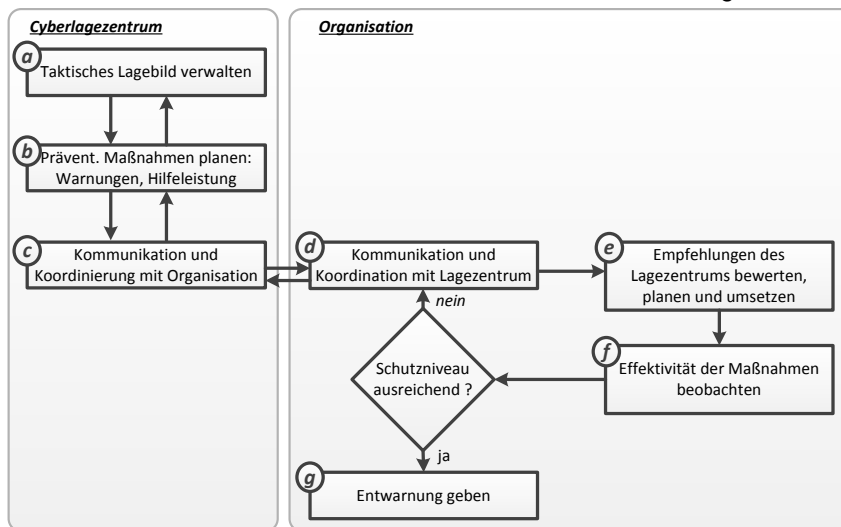 Cyberlagezentrum
Organisation
a
Taktisches Lagebild verwalten
b
Prävent. Maßnahmen planen:
Warnungen, Hilfeleistung
c
Kommunikation und
Koordinierung mit Organisation
d
Kommunikation und
Koordination mit Lagezentrum
e
Empfehlungen des
Lagezentrums bewerten,
planen und umsetzen
nein
f
Effektivität der Maßnahmen
beobachten
Schutzniveau
ausreichend ?
ja
g
Entwarnung geben